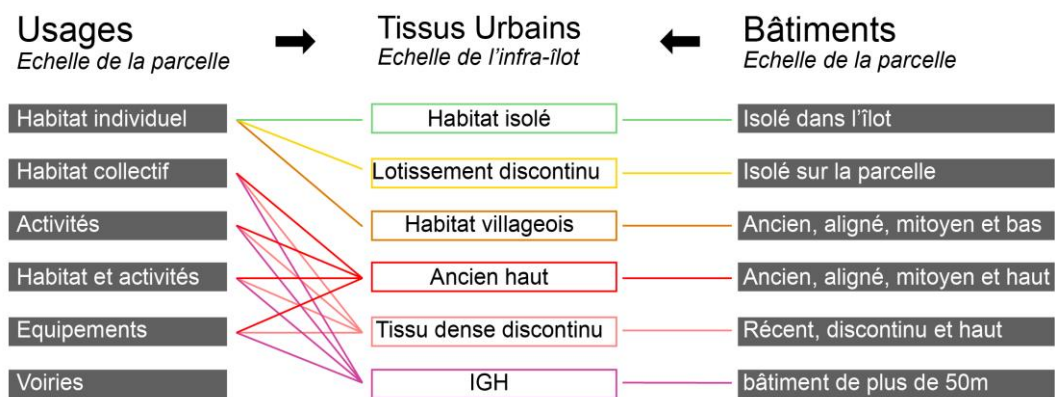 Usages
Echelle de la parcelle
Tissus Urbains
Echelle de l'infra-îlot
Bâtiments
Echelle de la parcelle
Habitat individuel
Habitat isolé
Isolé dans l'îlot
Habitat collectif
Lotissement discontinu
Isolé sur la parcelle
Activités
Habitat villageois
Ancien, aligné, mitoyen et bas
Habitat et activités
Ancien haut
Ancien, aligné, mitoyen et haut
Equipements
Tissu dense discontinu
Récent, discontinu et haut
Voiries
IGH
bâtiment de plus de 50m